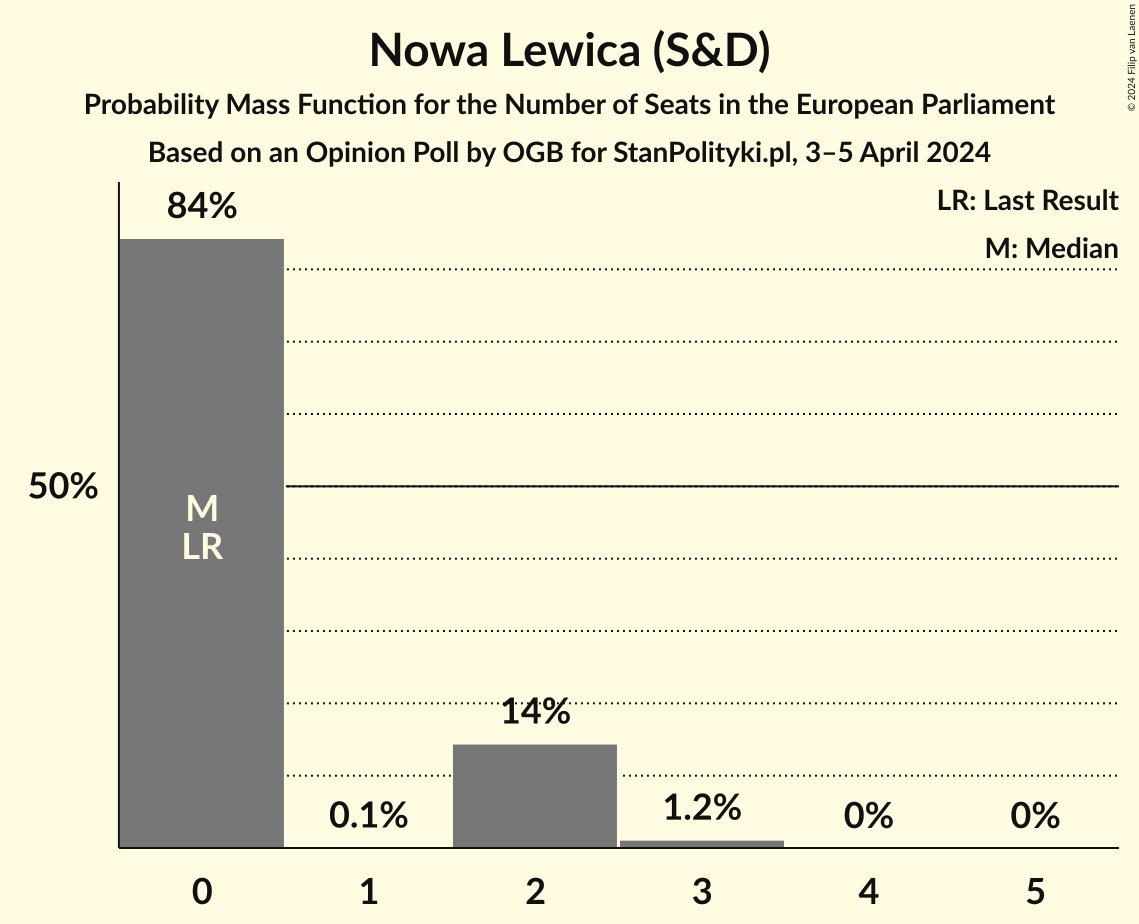 Nowa Lewica (S&D)
Probability Mass Function for the Number of Seats in the European Parliament
Based on an Opinion Poll by OGB for StanPolityki.pl, 3–5 April 2024
© 2024 Filip van Laenen
LR: Last Result
M: Median
84%
50%
M
LR
14%
0.1%
1.2%
0%
0%
0
1
2
3
4
5